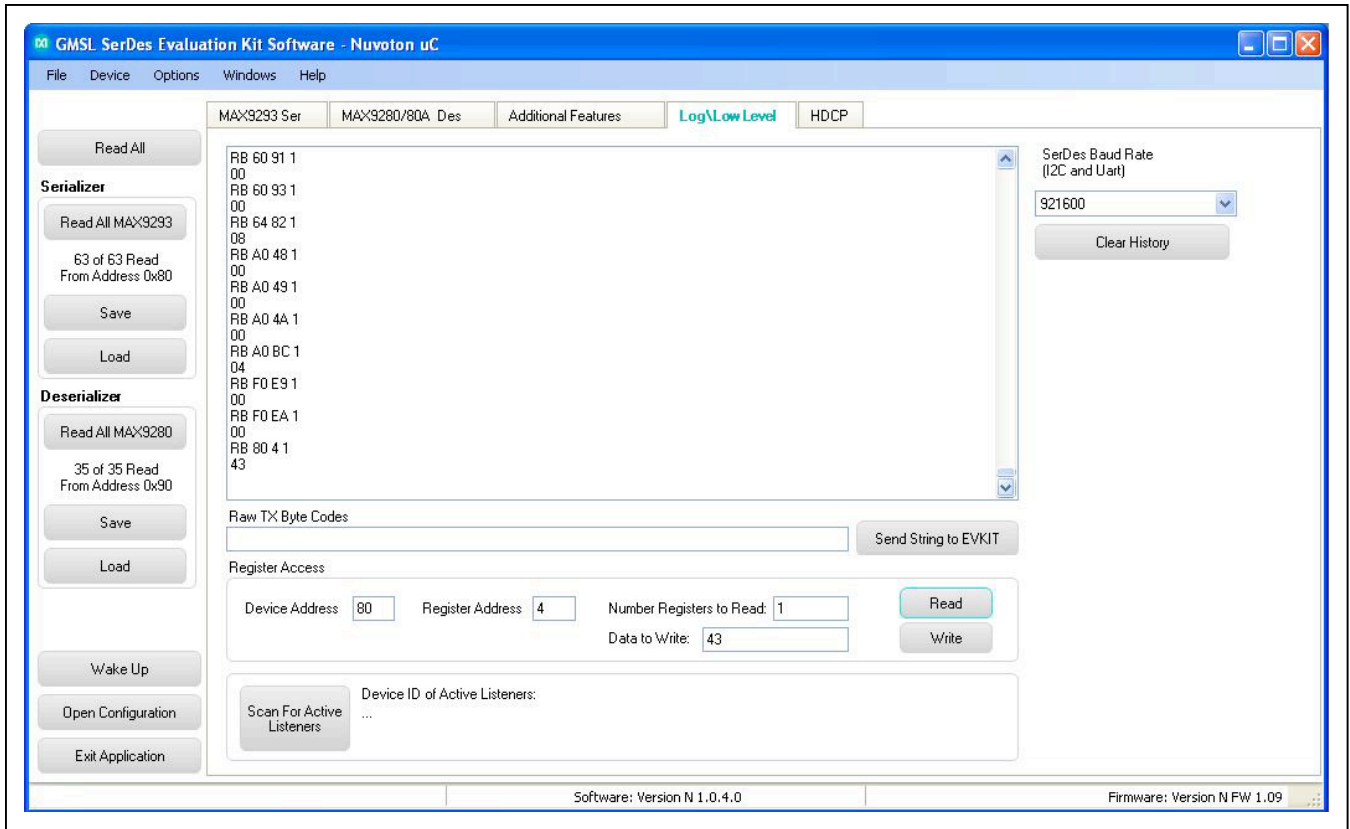 GMSL SerDes Evaluation Kit Software - Nuvoton uC
File Device Options Windows Help
MAX9293 Ser MAX9280/80A Des Additional Features Log\Low Level HDCP
Read All
Serializer
Read All MAX9293
63 of 63 Read
From Address 0x80
Save
Load
Deserializer
Read All MAX9280
35 of 35 Read
From Address 0x90
Save
Load
Wake Up
Open Configuration
Exit Application
RB 60 91 1
00
RB 60 93 1
00
RB 64 82 1
08
RB A0 48 1
00
RB A0 49 1
00
RB A0 4A 1
00
RB A0 BC 1
04
RB F0 E9 1
00
RB F0 EA 1
00
RB 80 4 1
43
SerDes Baud Rate
(I2C and Uart)
921600
Clear History
Raw TX Byte Codes
Send String to EVKIT
Register Access
Device Address 80 Register Address 4 Number Registers to Read: 1 Read
Data to Write: 43 Write
Scan For Active
Listeners
Device ID of Active Listeners:
...
Software: Version N 1.0.4.0 Firmware: Version N FW 1.09